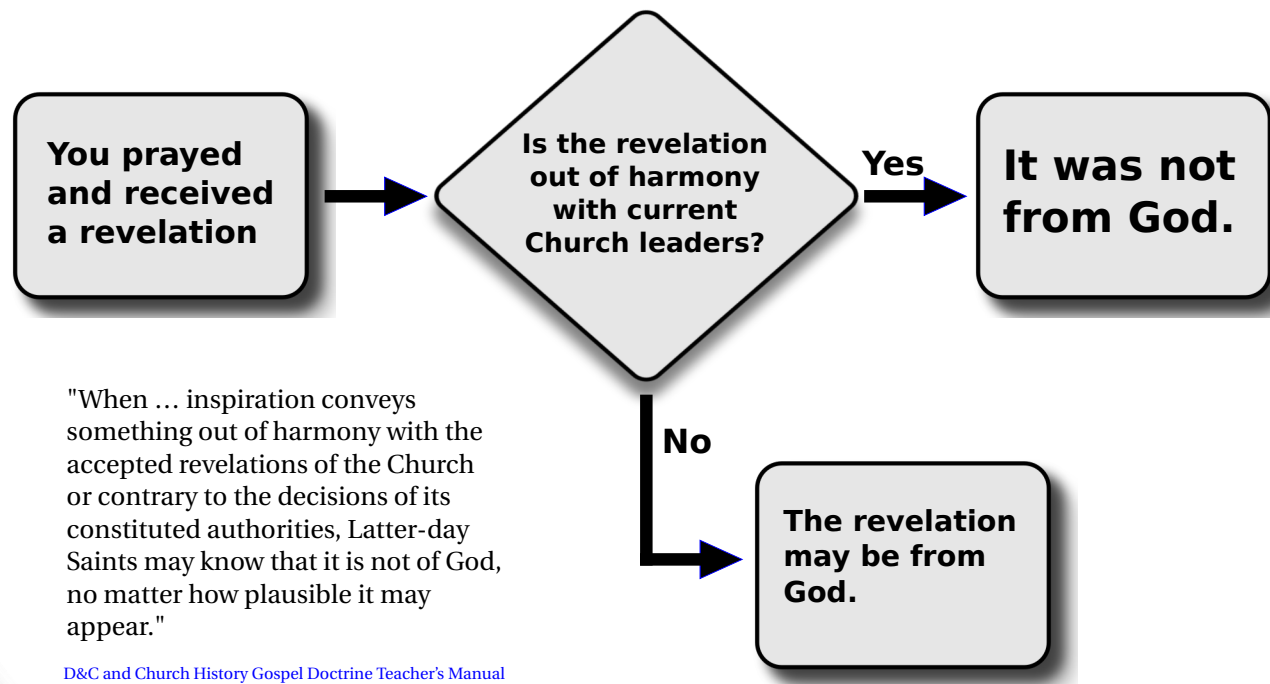 You prayed
and received
a revelation
Is the revelation
out of harmony
with current
Church leaders?
Yes
It was not
from God.
No
The revelation
may be from
God.
"When … inspiration conveys
something out of harmony with the
accepted revelations of the Church
or contrary to the decisions of its
constituted authorities, Latter-day
Saints may know that it is not of God,
no matter how plausible it may
appear."
D&C and Church History Gospel Doctrine Teacher's Manual